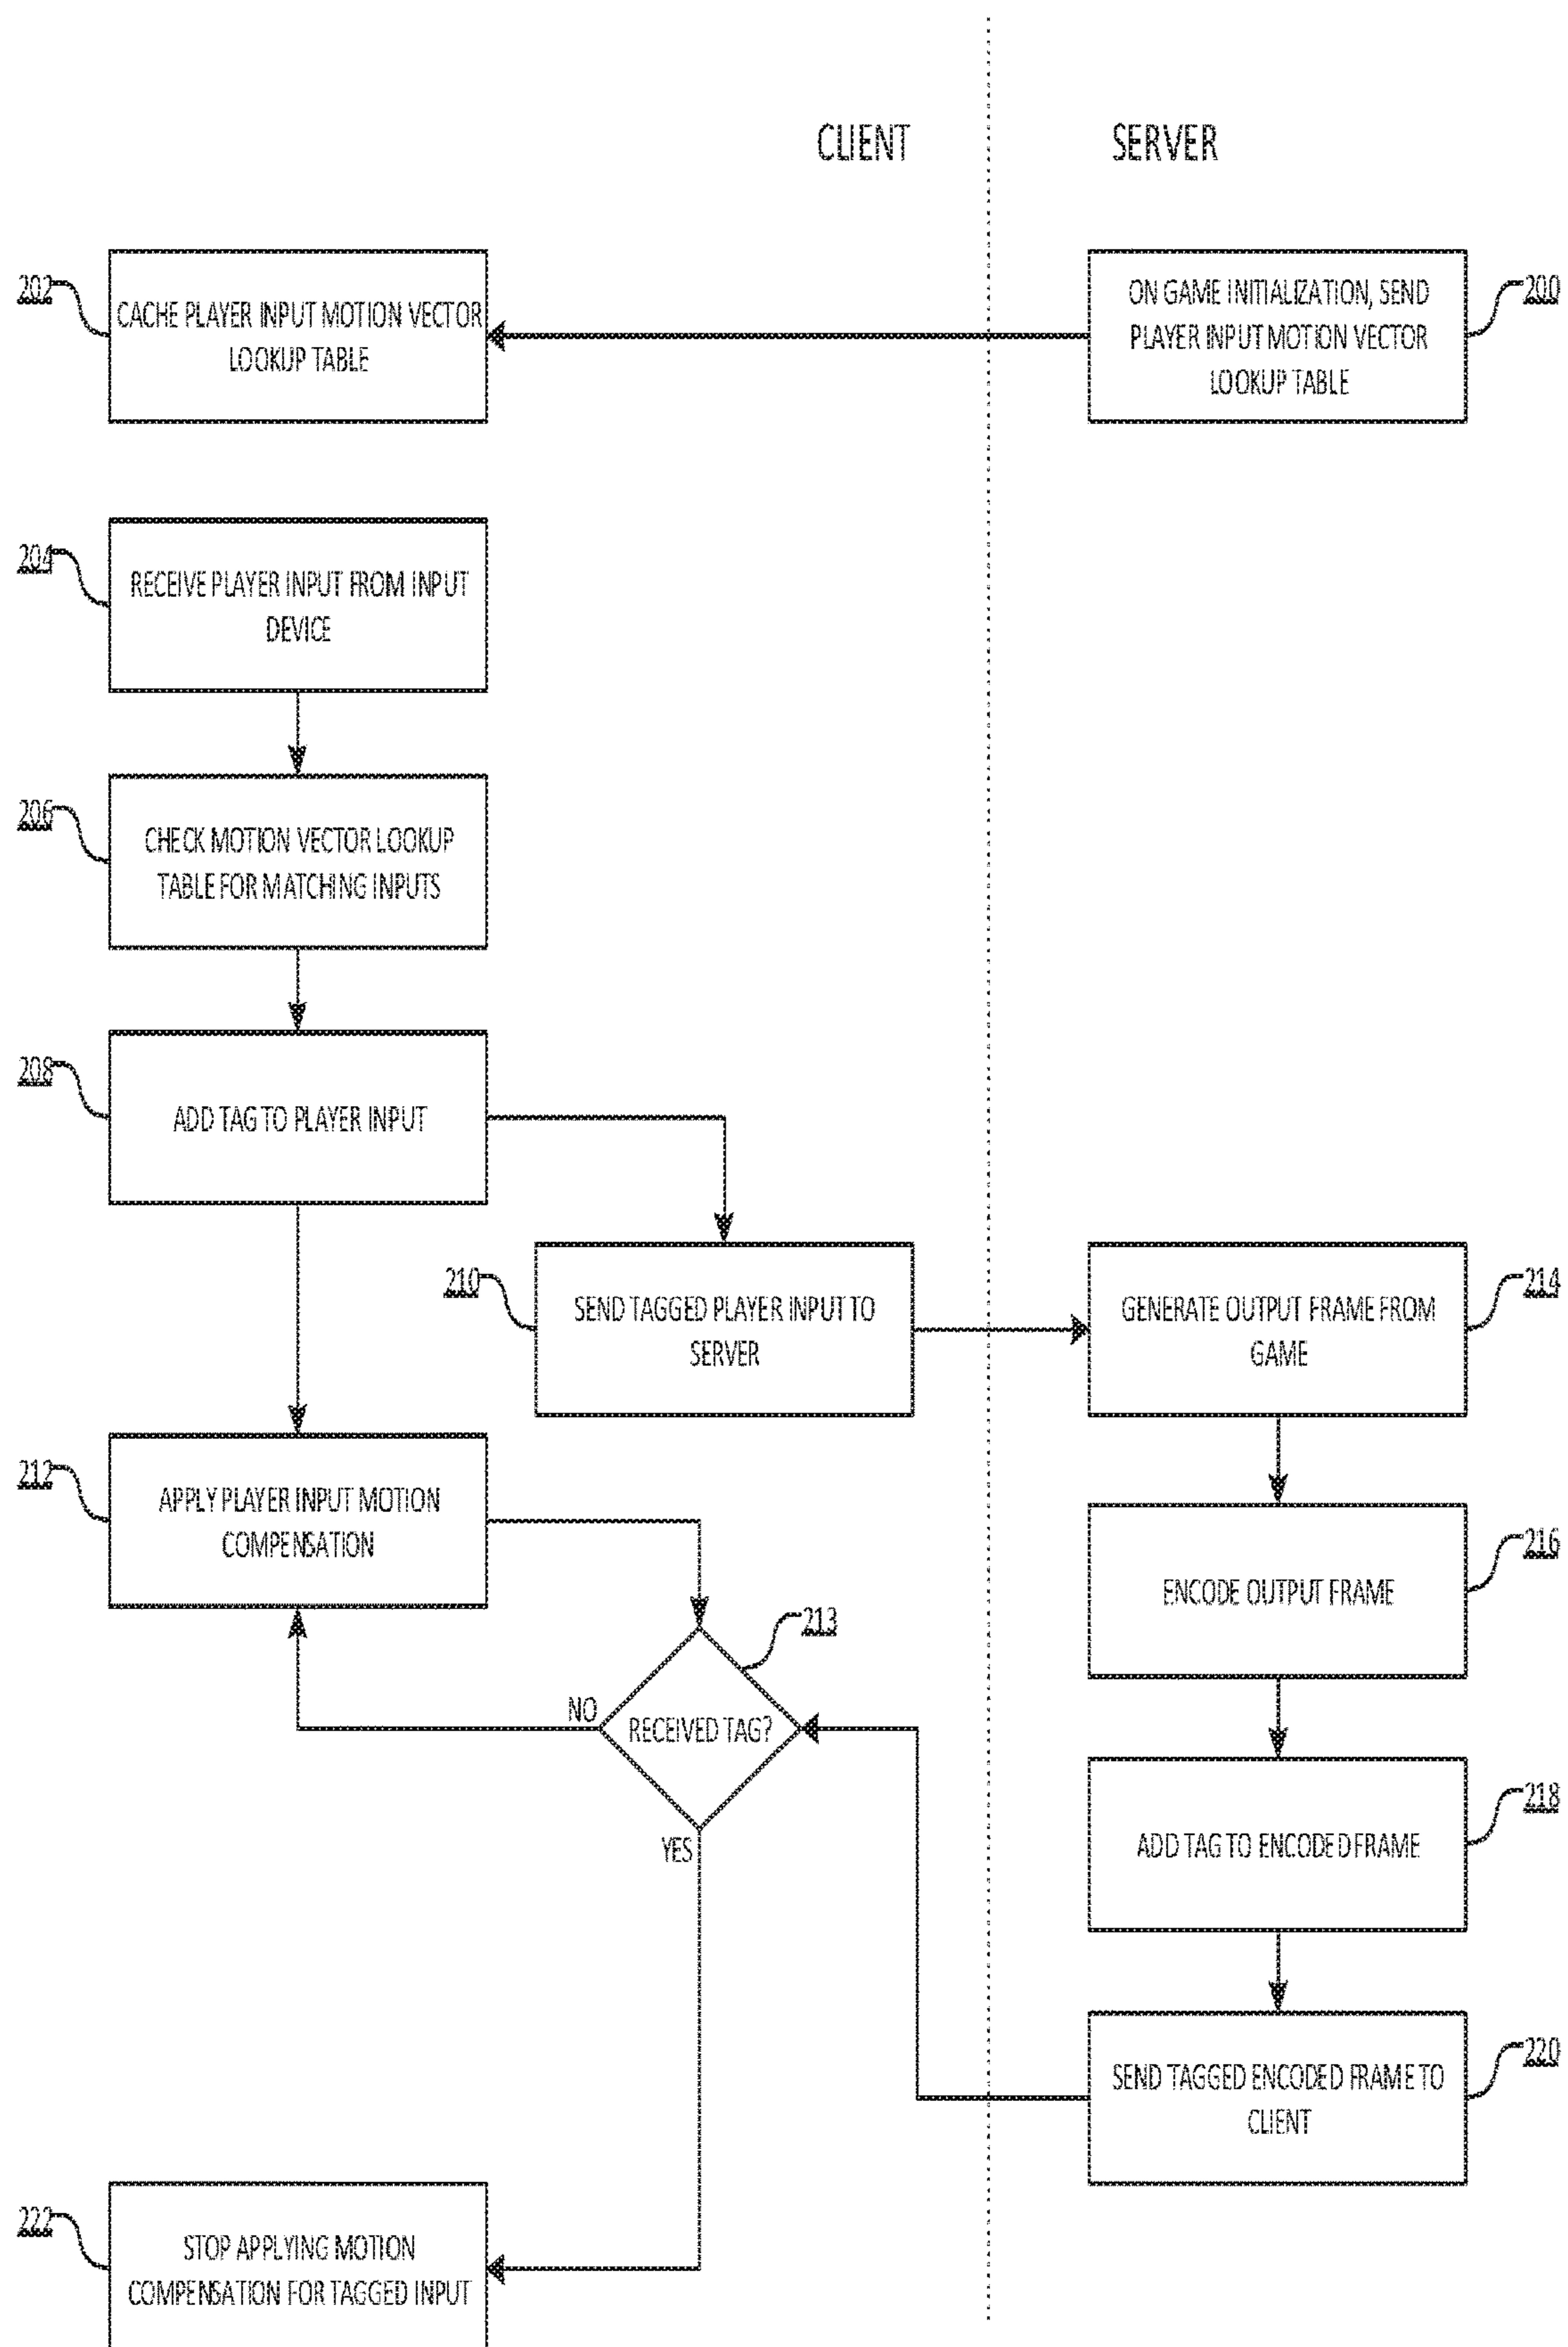 CLIENT
SERVER
202
CACHE PLAYER INPUT MOTION VECTOR
LOOKUP TABLE
ON GAME INITIALIZATION, SEND
PLAYER INPUT MOTION VECTOR
LOOKUP TABLE
200
204
RECEIVE PLAYER INPUT FROM INPUT
DEVICE
206
CHECK MOTION VECTOR LOOKUP
TABLE FOR MATCHING INPUTS
208
ADD TAG TO PLAYER INPUT
210
SEND TAGGED PLAYER INPUT TO
SERVER
GENERATE OUTPUT FRAME FROM
GAME
214
212
APPLY PLAYER INPUT MOTION
COMPENSATION
ENCODE OUTPUT FRAME
216
213
NO
RECEIVED TAG?
YES
ADD TAG TO ENCODED FRAME
218
SEND TAGGED ENCODED FRAME TO
CLIENT
220
222
STOP APPLYING MOTION
COMPENSATION FOR TAGGED INPUT